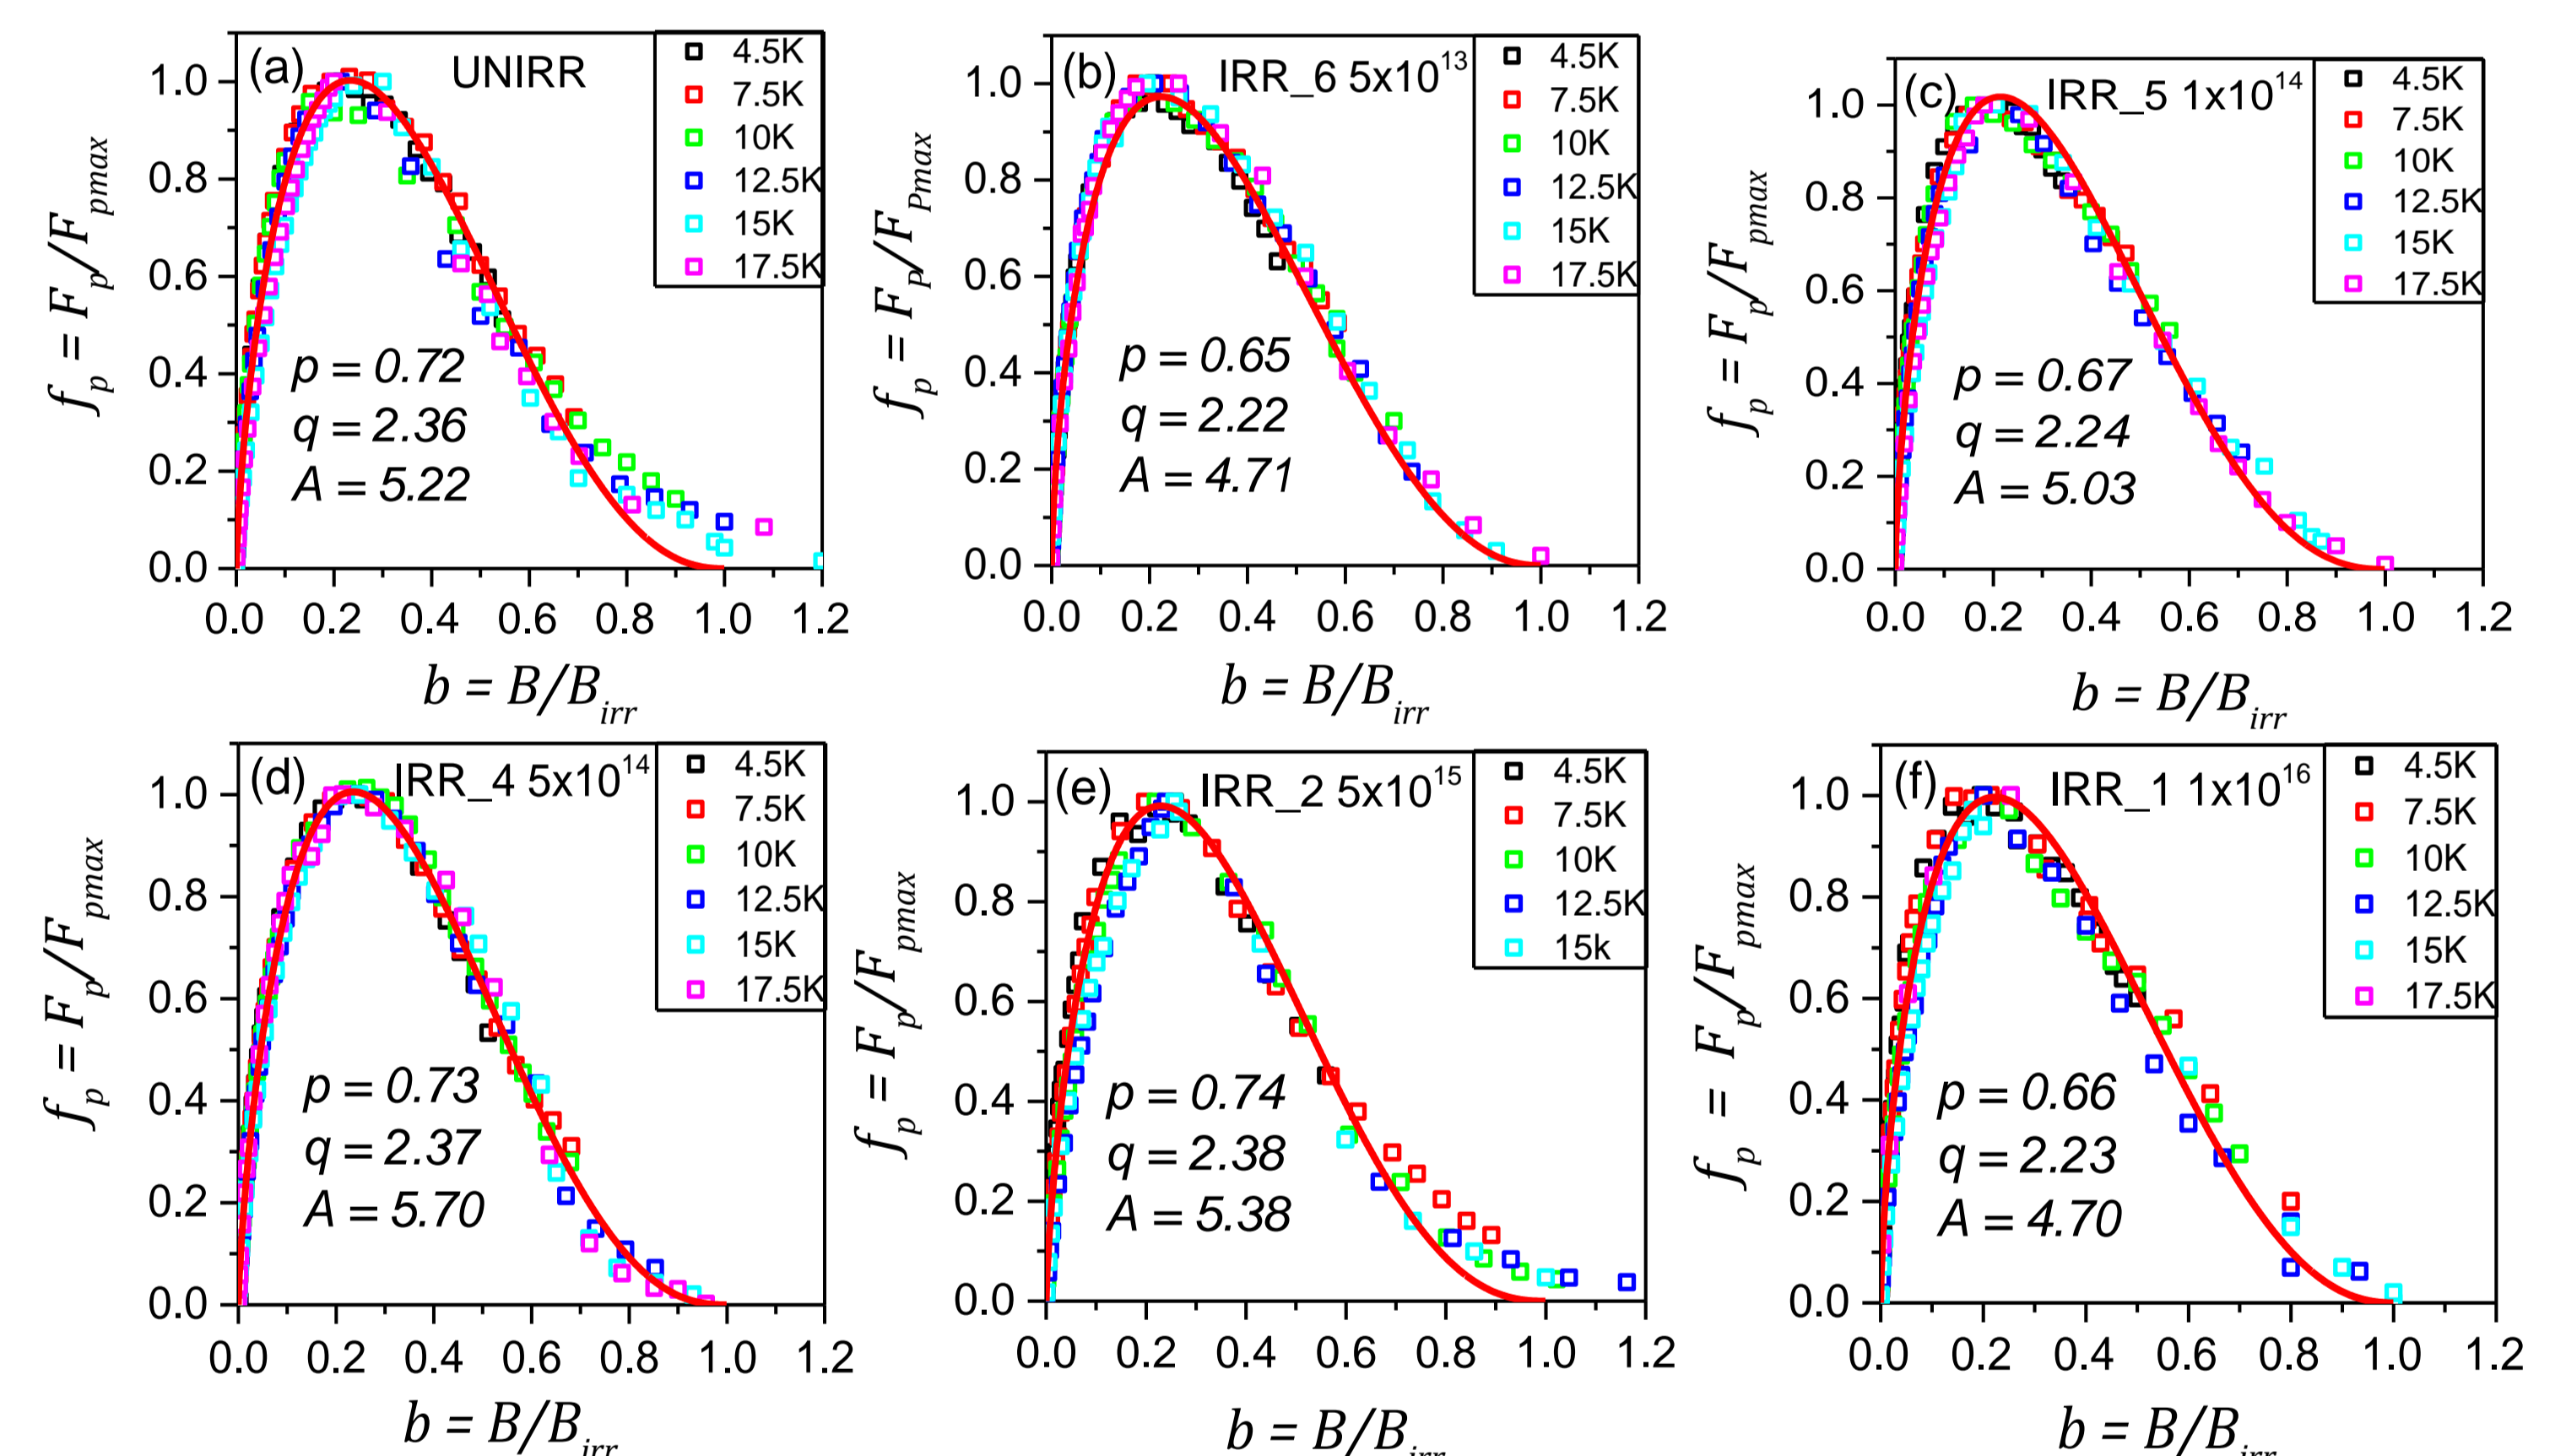 (a) UNIRR
4.5K
7.5K
10K
12.5K
15K
17.5K
f_p = F_p/F_pmax
1.0
0.8
0.6
0.4
0.2
0.0
p = 0.72
q = 2.36
A = 5.22
0.0 0.2 0.4 0.6 0.8 1.0 1.2
b = B/B_irr
(b) IRR_6 5x10^13
4.5K
7.5K
10K
12.5K
15K
17.5K
f_p = F_P/F_Pmax
1.0
0.8
0.6
0.4
0.2
0.0
p = 0.65
q = 2.22
A = 4.71
0.0 0.2 0.4 0.6 0.8 1.0 1.2
b = B/B_irr
(c) IRR_5 1x10^14
4.5K
7.5K
10K
12.5K
15K
17.5K
f_p = F_p/F_pmax
1.0
0.8
0.6
0.4
0.2
0.0
p = 0.67
q = 2.24
A = 5.03
0.0 0.2 0.4 0.6 0.8 1.0 1.2
b = B/B_irr
(d) IRR_4 5x10^14
4.5K
7.5K
10K
12.5K
15K
17.5K
f_p = F_p/F_pmax
1.0
0.8
0.6
0.4
0.2
0.0
p = 0.73
q = 2.37
A = 5.70
0.0 0.2 0.4 0.6 0.8 1.0 1.2
b = B/B_irr
(e) IRR_2 5x10^15
4.5K
7.5K
10K
12.5K
15k
f_p = F_p/F_pmax
1.0
0.8
0.6
0.4
0.2
0.0
p = 0.74
q = 2.38
A = 5.38
0.0 0.2 0.4 0.6 0.8 1.0 1.2
b = B/B_irr
(f) IRR_1 1x10^16
4.5K
7.5K
10K
12.5K
15K
17.5K
f_p = F_p/F_pmax
1.0
0.8
0.6
0.4
0.2
0.0
p = 0.66
q = 2.23
A = 4.70
0.0 0.2 0.4 0.6 0.8 1.0 1.2
b = B/B_irr